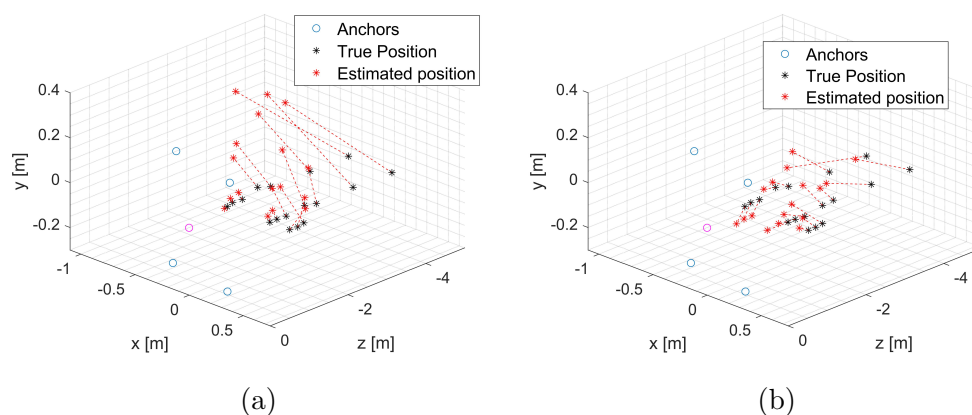 Anchors
True Position
Estimated position
0.4
0.2
0
-0.2
y [m]
-1
-0.5
0
0.5
x [m]
0
-2
-4
z [m]
(a)
Anchors
True Position
Estimated position
0.4
0.2
0
-0.2
y [m]
-1
-0.5
0
0.5
x [m]
0
-2
-4
z [m]
(b)